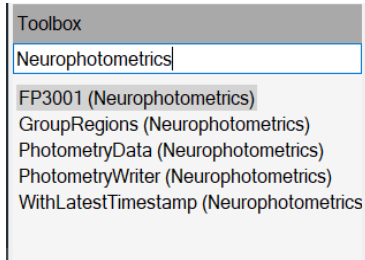 Toolbox
Neurophotometrics
FP3001 (Neurophotometrics)
GroupRegions (Neurophotometrics)
PhotometryData (Neurophotometrics)
PhotometryWriter (Neurophotometrics)
WithLatestTimestamp (Neurophotometrics